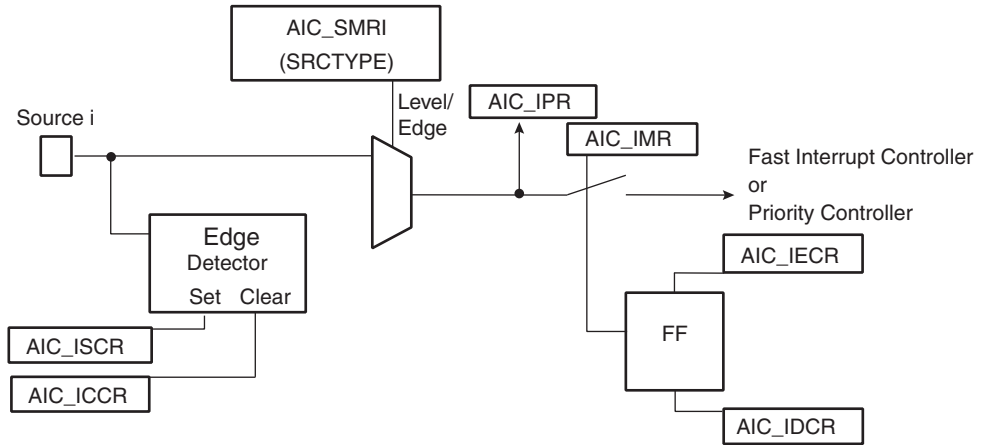 AIC_SMRI
(SRCTYPE)
Level/
Edge
AIC_IPR
Source i
AIC_IMR
Fast Interrupt Controller
or
Priority Controller
Edge
Detector
Set Clear
AIC_IECR
FF
AIC_ISCR
AIC_ICCR
AIC_IDCR